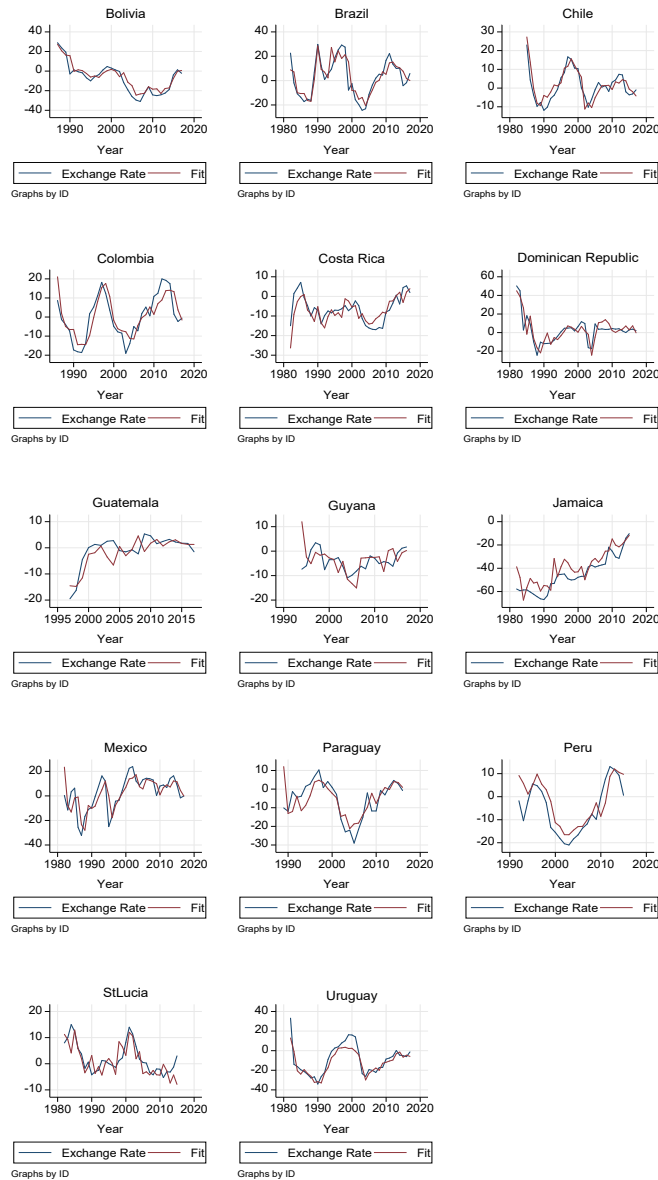 Bolivia
40
20
0
-20
-40
1990 2000 2010 2020
Year
Exchange Rate Fit
Graphs by ID
Brazil
40
20
0
-20
1980 1990 2000 2010 2020
Year
Exchange Rate Fit
Chile
30
20
10
0
-10
1980 1990 2000 2010 2020
Year
Exchange Rate Fit
Colombia
20
10
0
-10
-20
1990 2000 2010 2020
Year
Exchange Rate Fit
Graphs by ID
Costa Rica
10
0
-10
-20
-30
1980 1990 2000 2010 2020
Year
Exchange Rate Fit
Graphs by ID
Dominican Republic
60
40
20
0
-20
1980 1990 2000 2010 2020
Year
Exchange Rate Fit
Graphs by ID
Guatemala
10
0
-10
-20
1995 2000 2005 2010 2015
Year
Exchange Rate Fit
Graphs by ID
Guyana
10
0
-10
-20
1990 2000 2010 2020
Year
Exchange Rate Fit
Graphs by ID
Jamaica
0
-20
-40
-60
1980 1990 2000 2010 2020
Year
Exchange Rate Fit
Graphs by ID
Mexico
20
0
-20
-40
1980 1990 2000 2010 2020
Year
Exchange Rate Fit
Graphs by ID
Paraguay
10
0
-10
-20
-30
1990 2000 2010 2020
Year
Exchange Rate Fit
Graphs by ID
Peru
10
0
-10
-20
1990 2000 2010 2020
Year
Exchange Rate Fit
Graphs by ID
StLucia
20
10
0
-10
1980 1990 2000 2010 2020
Year
Exchange Rate Fit
Graphs by ID
Uruguay
40
20
0
-20
-40
1980 1990 2000 2010 2020
Year
Exchange Rate Fit
Graphs by ID